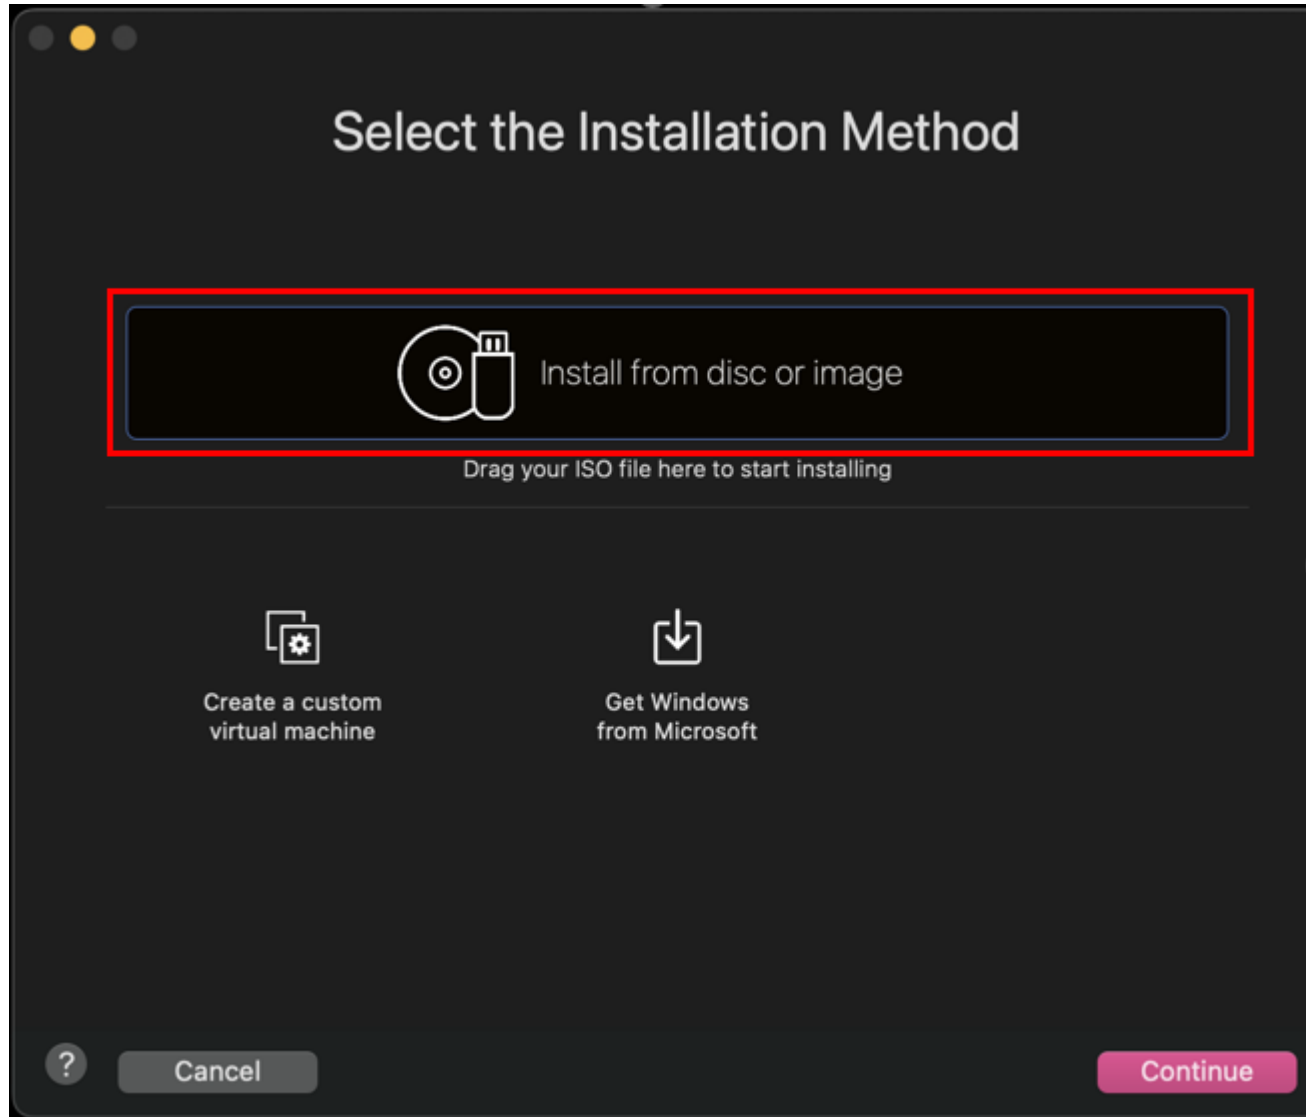 Select the Installation Method
Install from disc or image
Drag your ISO file here to start installing
Create a custom
virtual machine
Get Windows
from Microsoft
?
Cancel
Continue